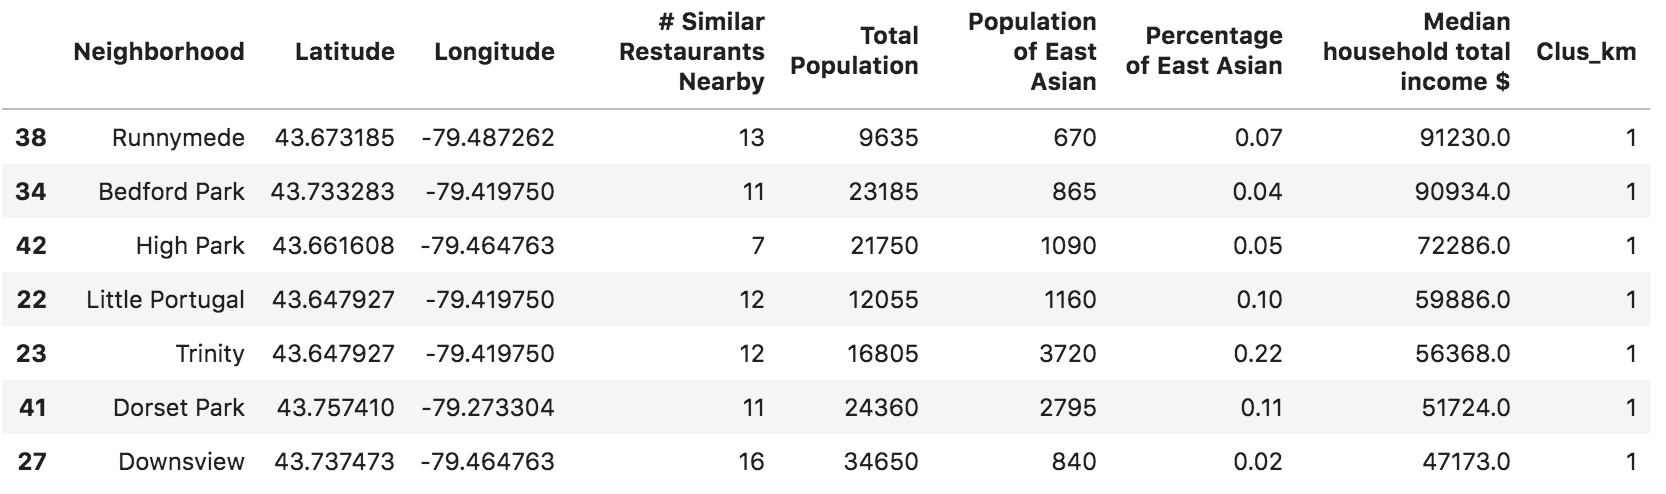 Neighborhood Latitude Longitude # Similar Restaurants Nearby Total Population Population of East Asian Percentage of East Asian Median household total income $ Clus_km
38 Runnymede 43.673185 -79.487262 13 9635 670 0.07 91230.0 1
34 Bedford Park 43.733283 -79.419750 11 23185 865 0.04 90934.0 1
42 High Park 43.661608 -79.464763 7 21750 1090 0.05 72286.0 1
22 Little Portugal 43.647927 -79.419750 12 12055 1160 0.10 59886.0 1
23 Trinity 43.647927 -79.419750 12 16805 3720 0.22 56368.0 1
41 Dorset Park 43.757410 -79.273304 11 24360 2795 0.11 51724.0 1
27 Downsview 43.737473 -79.464763 16 34650 840 0.02 47173.0 1